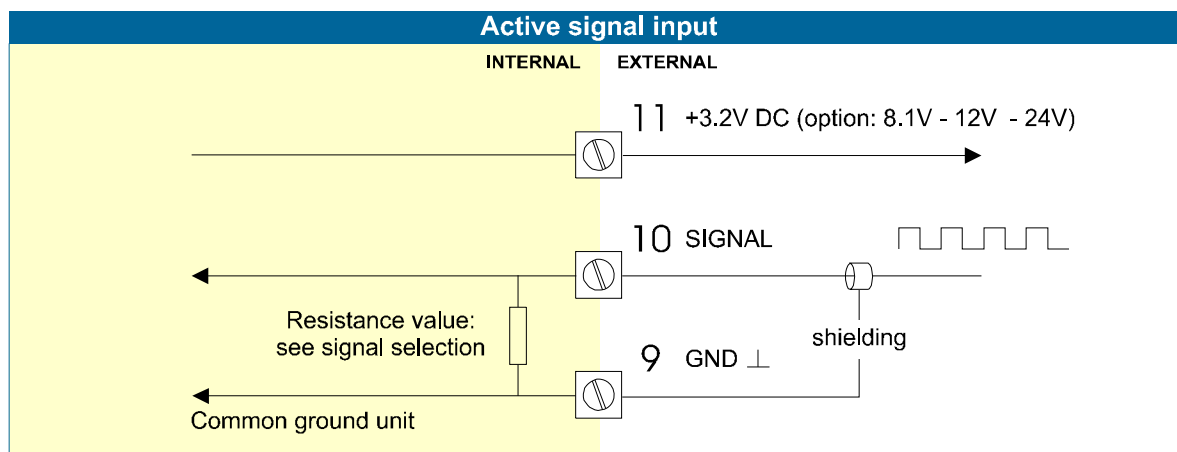 Active signal input
INTERNAL EXTERNAL
11 +3.2V DC (option: 8.1V - 12V - 24V)
10 SIGNAL
Resistance value:
see signal selection
shielding
9 GND ⊥
Common ground unit